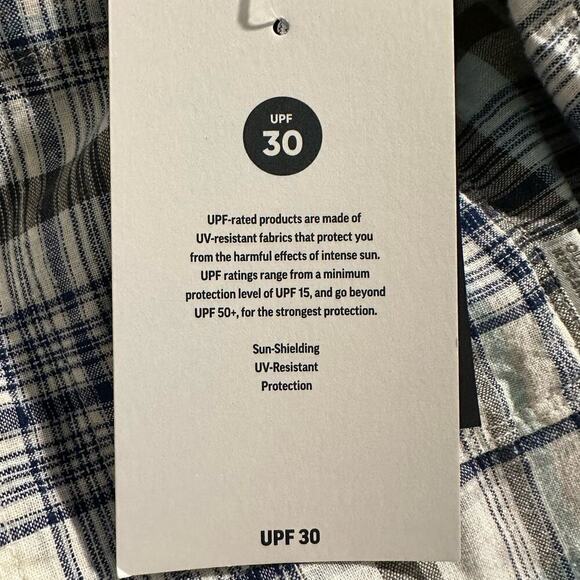 UPF
30
UPF-rated products are made of
UV-resistant fabrics that protect you
from the harmful effects of intense sun.
UPF ratings range from a minimum
protection level of UPF 15, and go beyond
UPF 50+, for the strongest protection.
Sun-Shielding
UV-Resistant
Protection
UPF 30